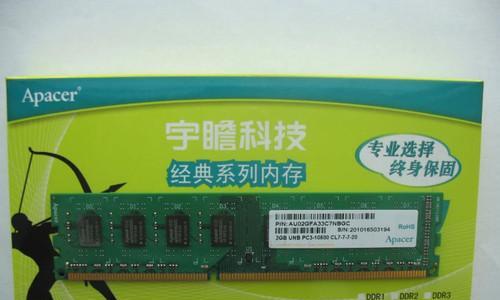 Apacer®
宇瞻科技
经典系列内存
专业选择
终身保固
P/N:AU02GFA33C7NBGC
RoHS
S/N:201016503194
2GB UNB PC3-10600 CL7-7-7-20
Apacer
DDR1 DDR2 DDR3